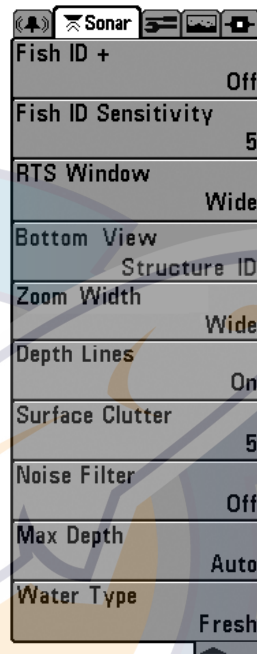 Sonar
Fish ID +
Off
Fish ID Sensitivity
5
RTS Window
Wide
Bottom View
Structure ID
Zoom Width
Wide
Depth Lines
On
Surface Clutter
5
Noise Filter
Off
Max Depth
Auto
Water Type
Fresh